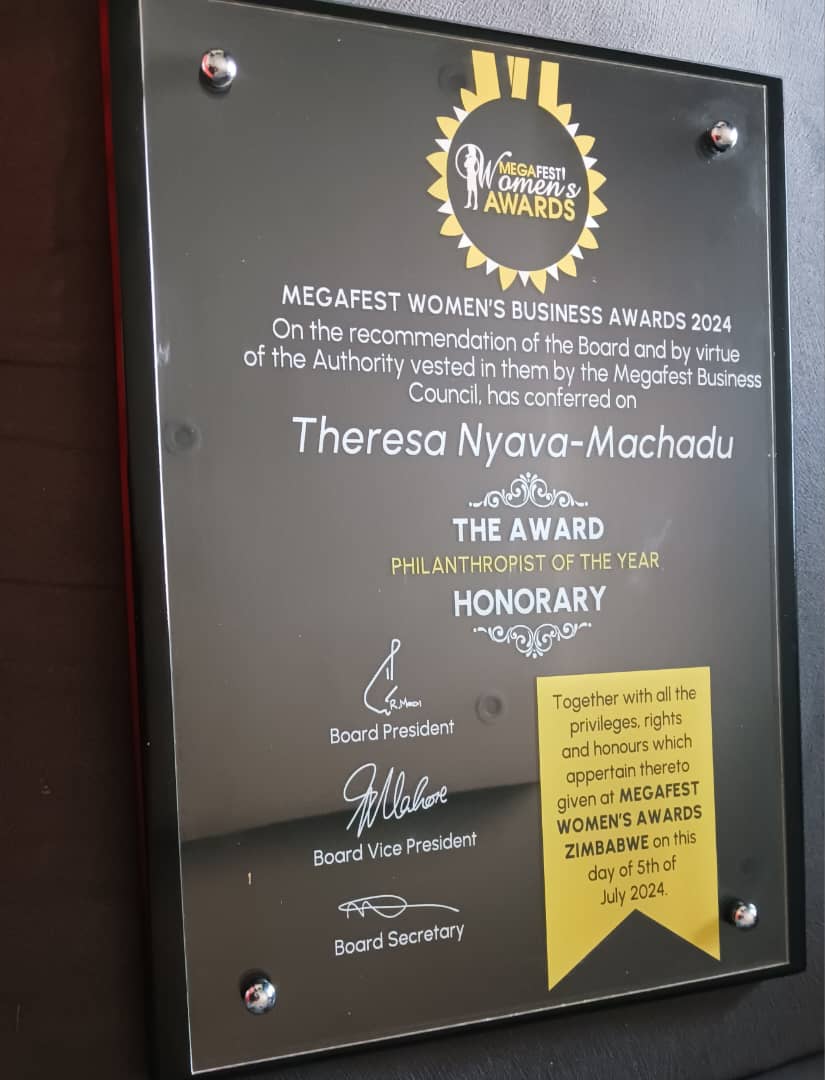 MEGAFEST!
Women's
AWARDS
MEGAFEST WOMEN'S BUSINESS AWARDS 2024
On the recommendation of the Board and by virtue
of the Authority vested in them by the Megafest Business
Council, has conferred on
Theresa Nyava-Machadu
THE AWARD
PHILANTHROPIST OF THE YEAR
HONORARY
Board President
Board Vice President
Board Secretary
Together with all the
privileges, rights
and honours which
appertain thereto
given at MEGAFEST
WOMEN'S AWARDS
ZIMBABWE on this
day of 5th of
July 2024.